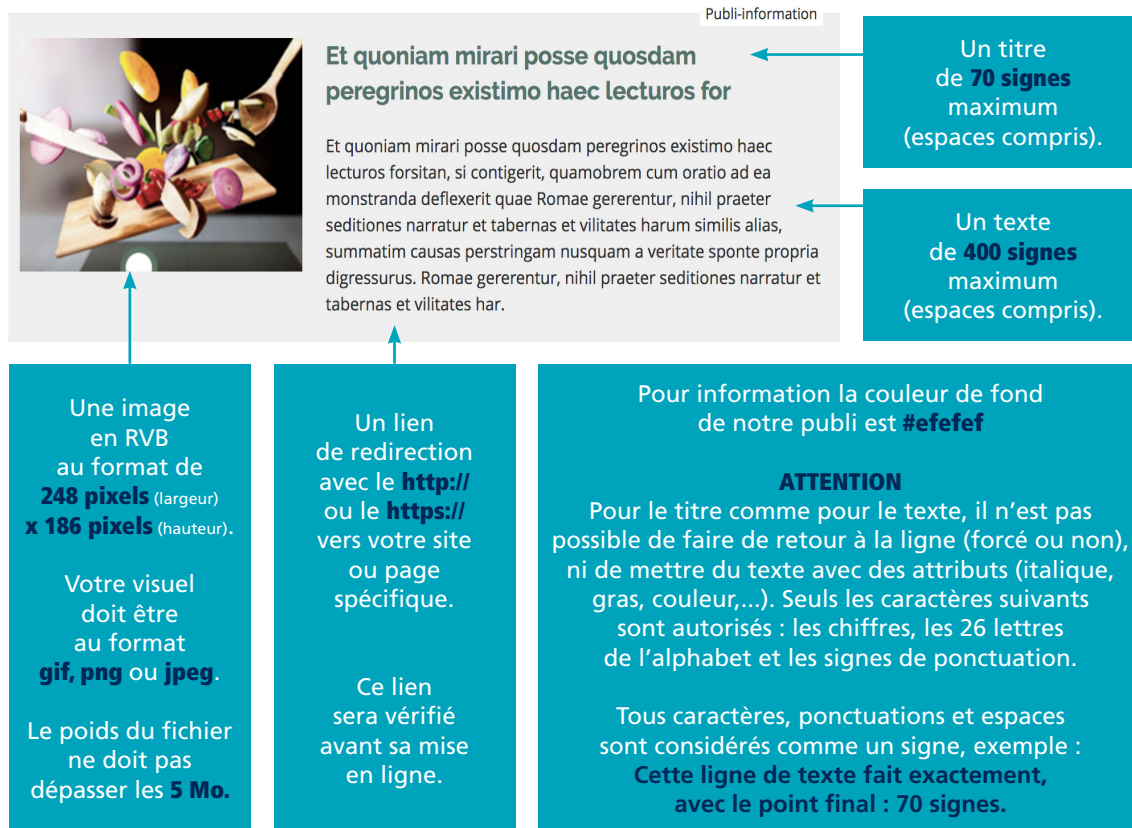 Publi-information
Et quoniam mirari posse quosdam
peregrinos existimo haec lecturos for
Et quoniam mirari posse quosdam peregrinos existimo haec
lecturos forsitan, si contigerit, quamobrem cum oratio ad ea
monstranda deflexerit quae Romae gererentur, nihil praeter
seditiones narratur et tabernas et vilitates harum similis alias,
summatim causas perstringam nusquam a veritate sponte propria
digressurus. Romae gererentur, nihil praeter seditiones narratur et
tabernas et vilitates har.
Un titre
de 70 signes
maximum
(espaces compris).
Un texte
de 400 signes
maximum
(espaces compris).
Une image
en RVB
au format de
248 pixels (largeur)
x 186 pixels (hauteur).
Votre visuel
doit être
au format
gif, png ou jpeg.
Le poids du fichier
ne doit pas
dépasser les 5 Mo.
Un lien
de redirection
avec le http://
ou le https://
vers votre site
ou page
spécifique.
Ce lien
sera vérifié
avant sa mise
en ligne.
Pour information la couleur de fond
de notre publi est #efefef
ATTENTION
Pour le titre comme pour le texte, il n’est pas
possible de faire de retour à la ligne (forcé ou non),
ni de mettre du texte avec des attributs (italique,
gras, couleur,...). Seuls les caractères suivants
sont autorisés : les chiffres, les 26 lettres
de l’alphabet et les signes de ponctuation.
Tous caractères, ponctuations et espaces
sont considérés comme un signe, exemple :
Cette ligne de texte fait exactement,
avec le point final : 70 signes.